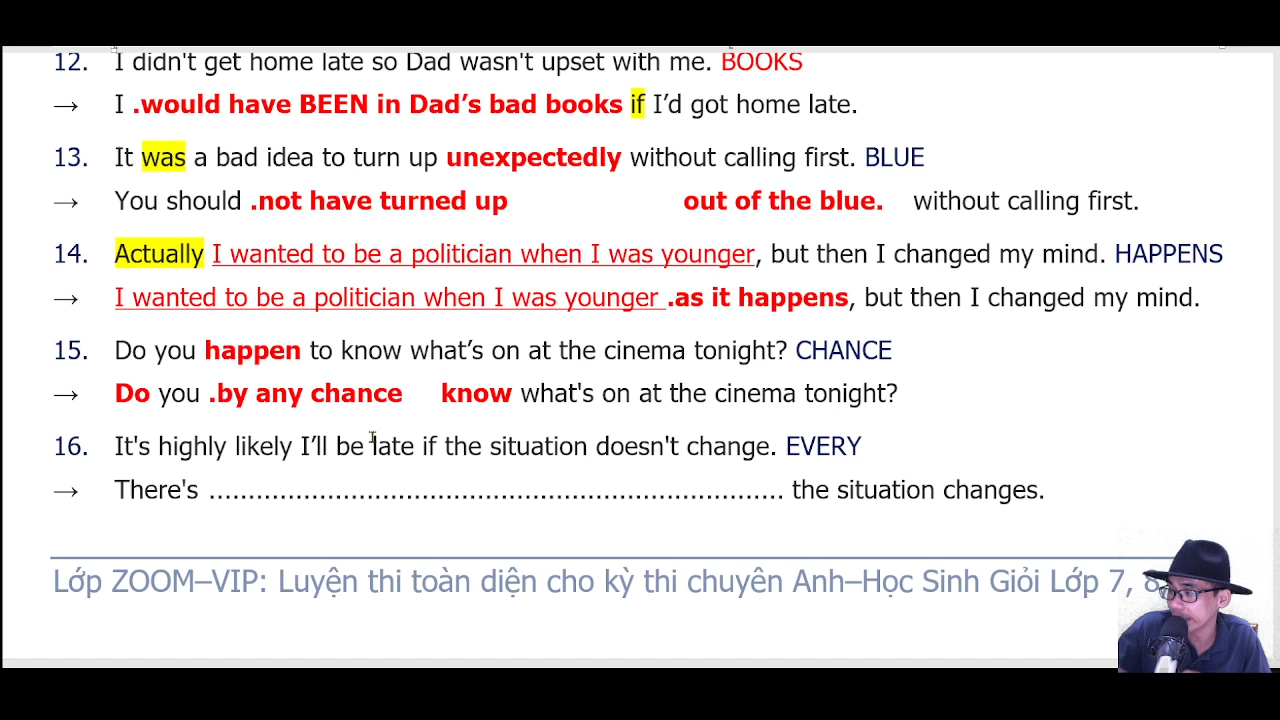 12. I didn't get home late so Dad wasn't upset with me. BOOKS
→ I .would have BEEN in Dad’s bad books if I’d got home late.
13. It was a bad idea to turn up unexpectedly without calling first. BLUE
→ You should .not have turned up out of the blue. without calling first.
14. Actually I wanted to be a politician when I was younger, but then I changed my mind. HAPPENS
→ I wanted to be a politician when I was younger .as it happens, but then I changed my mind.
15. Do you happen to know what’s on at the cinema tonight? CHANCE
→ Do you .by any chance know what's on at the cinema tonight?
16. It's highly likely I’ll be late if the situation doesn't change. EVERY
→ There's .......................................................................... the situation changes.
Lớp ZOOM–VIP: Luyện thi toàn diện cho kỳ thi chuyên Anh–Học Sinh Giỏi Lớp 7, 8